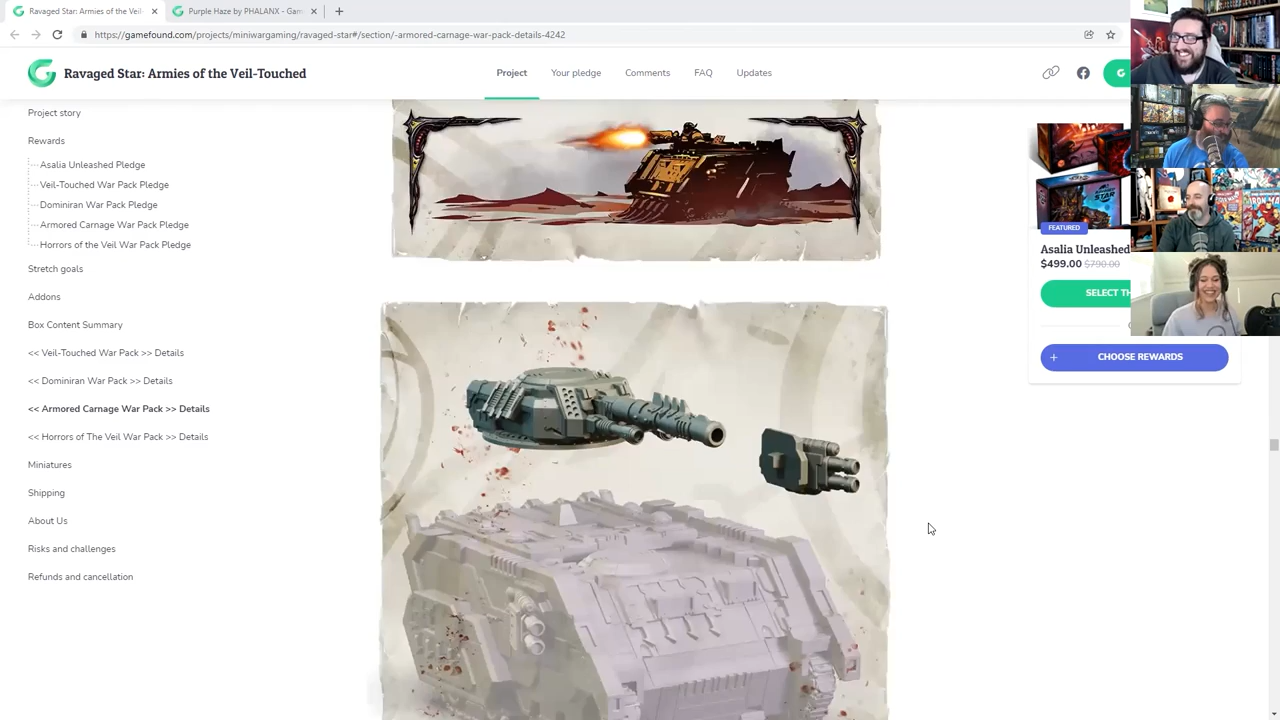 Ravaged Star: Armies of the Veil-
Purple Haze by PHALANX - Gam
https://gamefound.com/projects/miniwargaming/ravaged-star#/section/-armored-carnage-war-pack-details-4242
Ravaged Star: Armies of the Veil-Touched
Project
Your pledge
Comments
FAQ
Updates
Project story
Rewards
Asalia Unleashed Pledge
Veil-Touched War Pack Pledge
Dominiran War Pack Pledge
Armored Carnage War Pack Pledge
Horrors of the Veil War Pack Pledge
Stretch goals
Addons
Box Content Summary
<< Veil-Touched War Pack >> Details
<< Dominiran War Pack >> Details
<< Armored Carnage War Pack >> Details
<< Horrors of The Veil War Pack >> Details
Miniatures
Shipping
About Us
Risks and challenges
Refunds and cancellation
FEATURED
Asalia Unleashed
$499.00 $790.00
SELECT TH
+ CHOOSE REWARDS